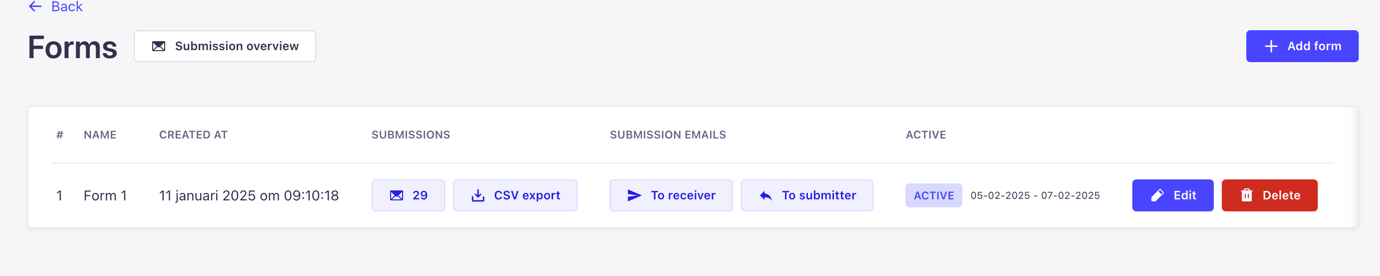 Back
Forms Submission overview Add form
# NAME CREATED AT SUBMISSIONS SUBMISSION EMAILS ACTIVE
1 Form 1 11 januari 2025 om 09:10:18 29 CSV export To receiver To submitter ACTIVE 05-02-2025 - 07-02-2025 Edit Delete